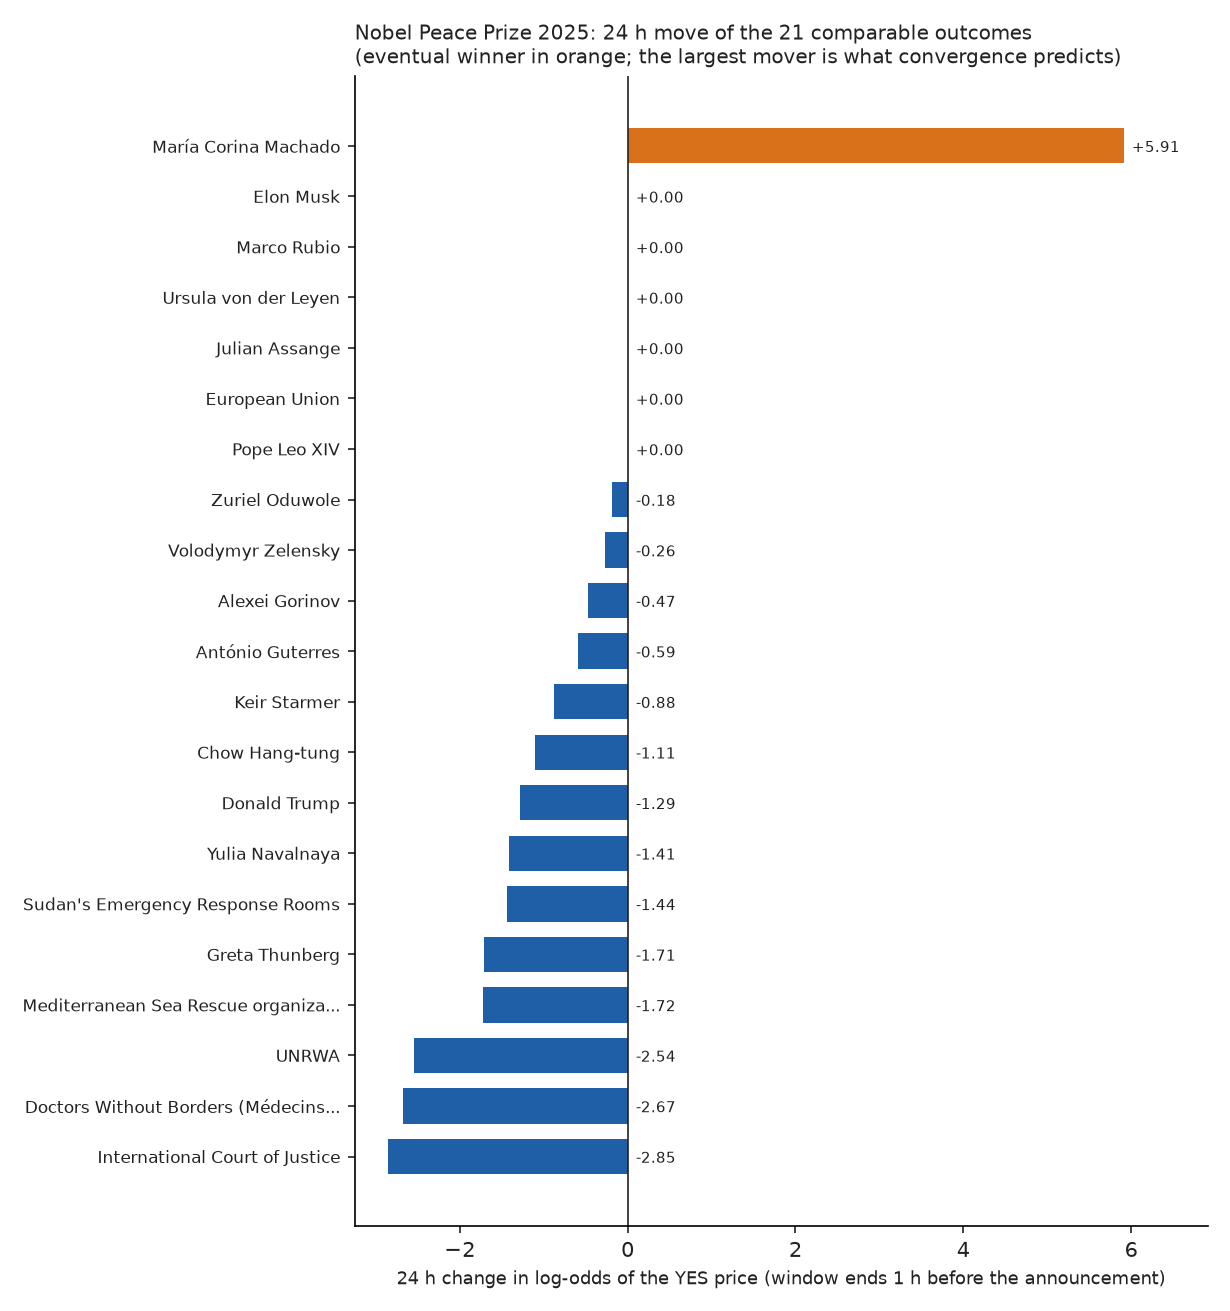 Nobel Peace Prize 2025: 24 h move of the 21 comparable outcomes
(eventual winner in orange; the largest mover is what convergence predicts)
María Corina Machado +5.91
Elon Musk +0.00
Marco Rubio +0.00
Ursula von der Leyen +0.00
Julian Assange +0.00
European Union +0.00
Pope Leo XIV +0.00
Zuriel Oduwole -0.18
Volodymyr Zelensky -0.26
Alexei Gorinov -0.47
António Guterres -0.59
Keir Starmer -0.88
Chow Hang-tung -1.11
Donald Trump -1.29
Yulia Navalnaya -1.41
Sudan's Emergency Response Rooms -1.44
Greta Thunberg -1.71
Mediterranean Sea Rescue organiza... -1.72
UNRWA -2.54
Doctors Without Borders (Médecins... -2.67
International Court of Justice -2.85
−2 0 2 4 6
24 h change in log-odds of the YES price (window ends 1 h before the announcement)